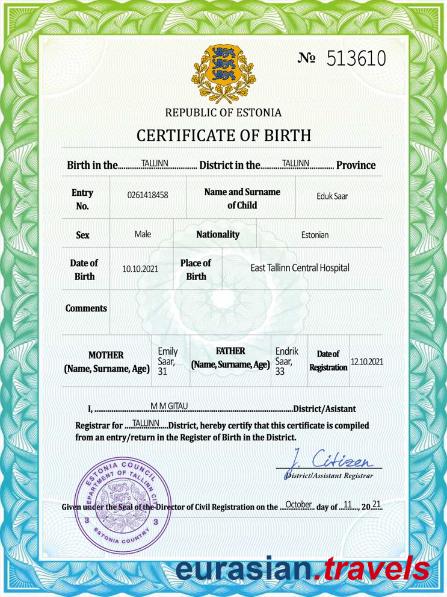 № 513610
REPUBLIC OF ESTONIA
CERTIFICATE OF BIRTH
Birth in the TALLINN District in the TALLINN Province
Entry No. 0261418458 Name and Surname of Child Eduk Saar
Sex Male Nationality Estonian
Date of Birth 10.10.2021 Place of Birth East Tallinn Central Hospital
Comments
MOTHER (Name, Surname, Age) Emily Saar, 31 FATHER (Name, Surname, Age) Endrik Saar, 33 Date of Registration 12.10.2021
I, M M GITAU District/Asistant
Registrar for TALLINN District, hereby certify that this certificate is compiled
from an entry/return in the Register of Birth in the District.
J. Citizen
District/Assistant Registrar
ESTONIA COUNCIL
DEPARTMENT OF TALLINN CITY
ESTONIA COUNTRY
Given under the Seal of the Director of Civil Registration on the October day of 11, 20 21
eurasian.travels